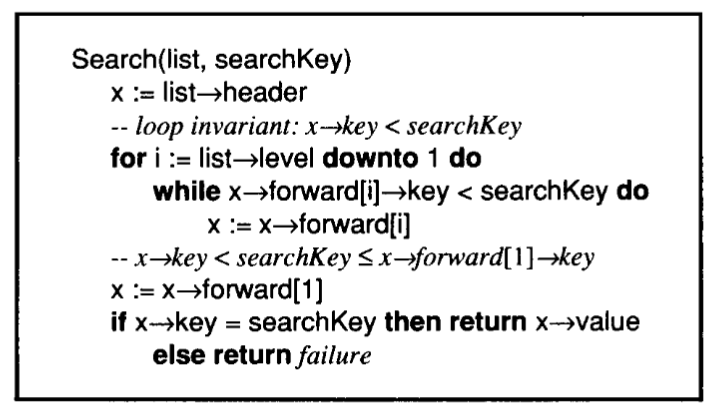 Search(list, searchKey)
x := list→header
-- loop invariant: x→key < searchKey
for i := list→level downto 1 do
while x→forward[i]→key < searchKey do
x := x→forward[i]
-- x→key < searchKey ≤ x→forward[1]→key
x := x→forward[1]
if x→key = searchKey then return x→value
else return failure